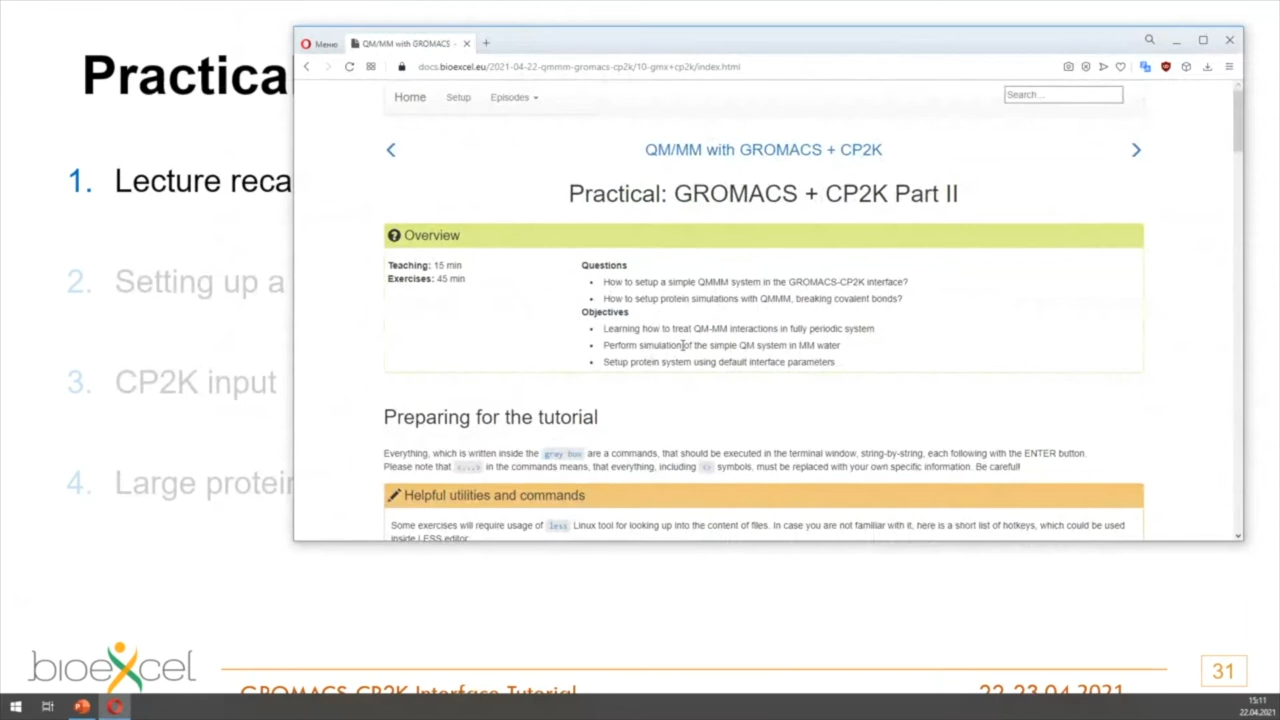 Practica
1. Lecture reca
2. Setting up a
3. CP2K input
4. Large protei
Меню
QM/MM with GROMACS -
docs.bioexcel.eu/2021-04-22-qmmm-gromacs-cp2k/10-gmx+cp2k/index.html
Home Setup Episodes
Search...
QM/MM with GROMACS + CP2K
Practical: GROMACS + CP2K Part II
Overview
Teaching: 15 min
Exercises: 45 min
Questions
How to setup a simple QMMM system in the GROMACS-CP2K interface?
How to setup protein simulations with QMMM, breaking covalent bonds?
Objectives
Learning how to treat QM-MM interactions in fully periodic system
Perform simulation of the simple QM system in MM water
Setup protein system using default interface parameters
Preparing for the tutorial
Everything, which is written inside the gray box are a commands, that should be executed in the terminal window, string-by-string, each following with the ENTER button.
Please note that <...> in the commands means, that everything, including <> symbols, must be replaced with your own specific information. Be careful!
Helpful utilities and commands
Some exercises will require usage of less Linux tool for looking up into the content of files. In case you are not familiar with it, here is a short list of hotkeys, which could be used
inside LESS editor:
bioexcel
GROMACS-CP2K Interface Tutorial
22-23.04.2021
31
15:11
22.04.2021